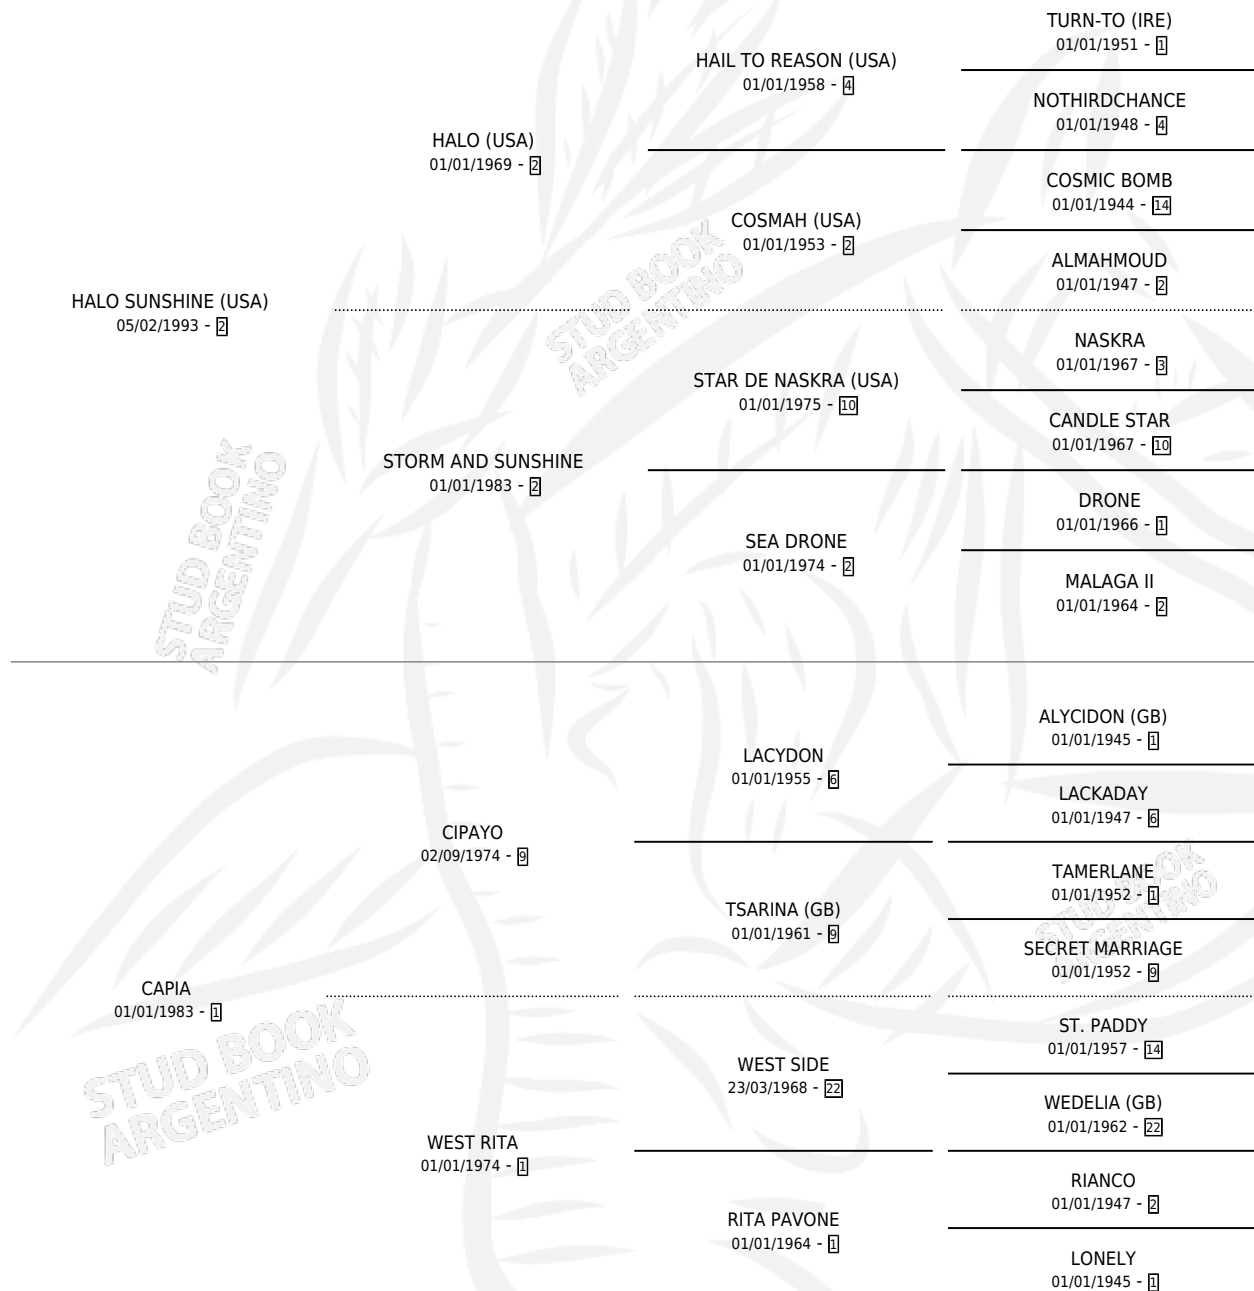 TURN-TO (IRE)
01/01/1951 - 1
HAIL TO REASON (USA)
01/01/1958 - 4
NOTHIRDCHANCE
01/01/1948 - 4
HALO (USA)
01/01/1969 - 2
COSMIC BOMB
01/01/1944 - 14
COSMAH (USA)
01/01/1953 - 2
ALMAHMOUD
01/01/1947 - 2
HALO SUNSHINE (USA)
05/02/1993 - 2
NASKRA
01/01/1967 - 3
STAR DE NASKRA (USA)
01/01/1975 - 10
CANDLE STAR
01/01/1967 - 10
STORM AND SUNSHINE
01/01/1983 - 2
DRONE
01/01/1966 - 1
SEA DRONE
01/01/1974 - 2
MALAGA II
01/01/1964 - 2
ALYCIDON (GB)
01/01/1945 - 1
LACYDON
01/01/1955 - 6
LACKADAY
01/01/1947 - 6
CIPAYO
02/09/1974 - 9
TAMERLANE
01/01/1952 - 1
TSARINA (GB)
01/01/1961 - 9
SECRET MARRIAGE
01/01/1952 - 9
CAPIA
01/01/1983 - 1
ST. PADDY
01/01/1957 - 14
WEST SIDE
23/03/1968 - 22
WEDELIA (GB)
01/01/1962 - 22
WEST RITA
01/01/1974 - 1
RIANCO
01/01/1947 - 2
RITA PAVONE
01/01/1964 - 1
LONELY
01/01/1945 - 1
STUD BOOK
ARGENTINO
STUD BOOK
ARGENTINO
STUD BOOK
ARGENTINO
STUD BOOK
ARGENTINO